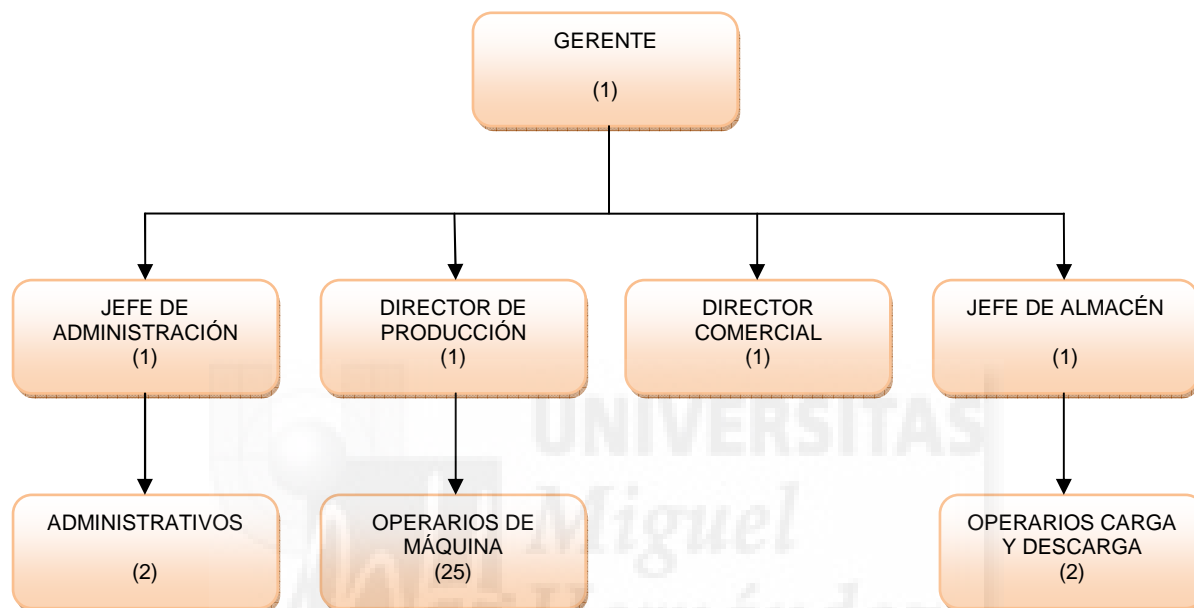 GERENTE
(1)
JEFE DE
ADMINISTRACIÓN
(1)
DIRECTOR DE
PRODUCCIÓN
(1)
DIRECTOR
COMERCIAL
(1)
JEFE DE ALMACÉN
(1)
UNIVERSITAS
Miguel
Hernández
ADMINISTRATIVOS
(2)
OPERARIOS DE
MÁQUINA
(25)
OPERARIOS CARGA
Y DESCARGA
(2)